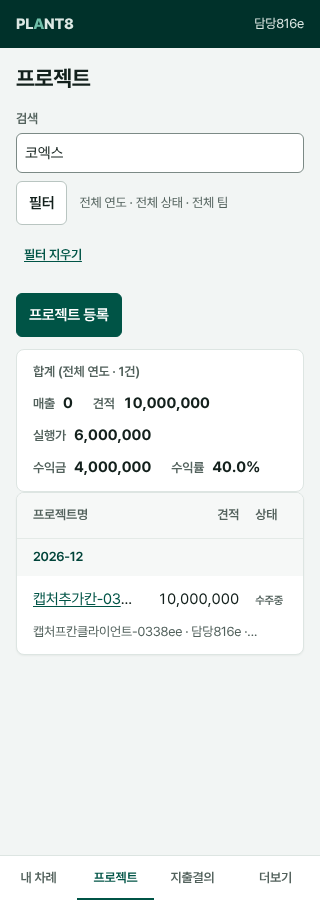 PLANT8 담당816e
프로젝트
검색
코엑스
필터 전체 연도 · 전체 상태 · 전체 팀
필터 지우기
프로젝트 등록
합계 (전체 연도 · 1건)
매출 0 견적 10,000,000
실행가 6,000,000
수익금 4,000,000 수익률 40.0%
프로젝트명 견적 상태
2026-12
캡처추가칸-03... 10,000,000 수주중
캡처프칸클라이언트-0338ee · 담당816e ·...
내 차례 프로젝트 지출결의 더보기